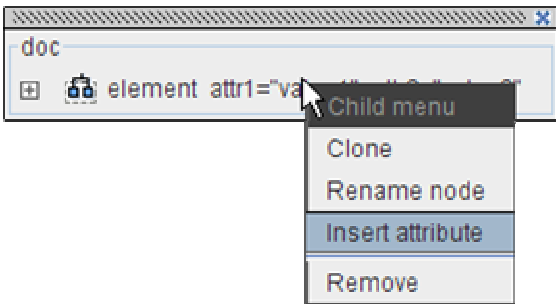 doc
element attr1="va
Child menu
Clone
Rename node
Insert attribute
Remove